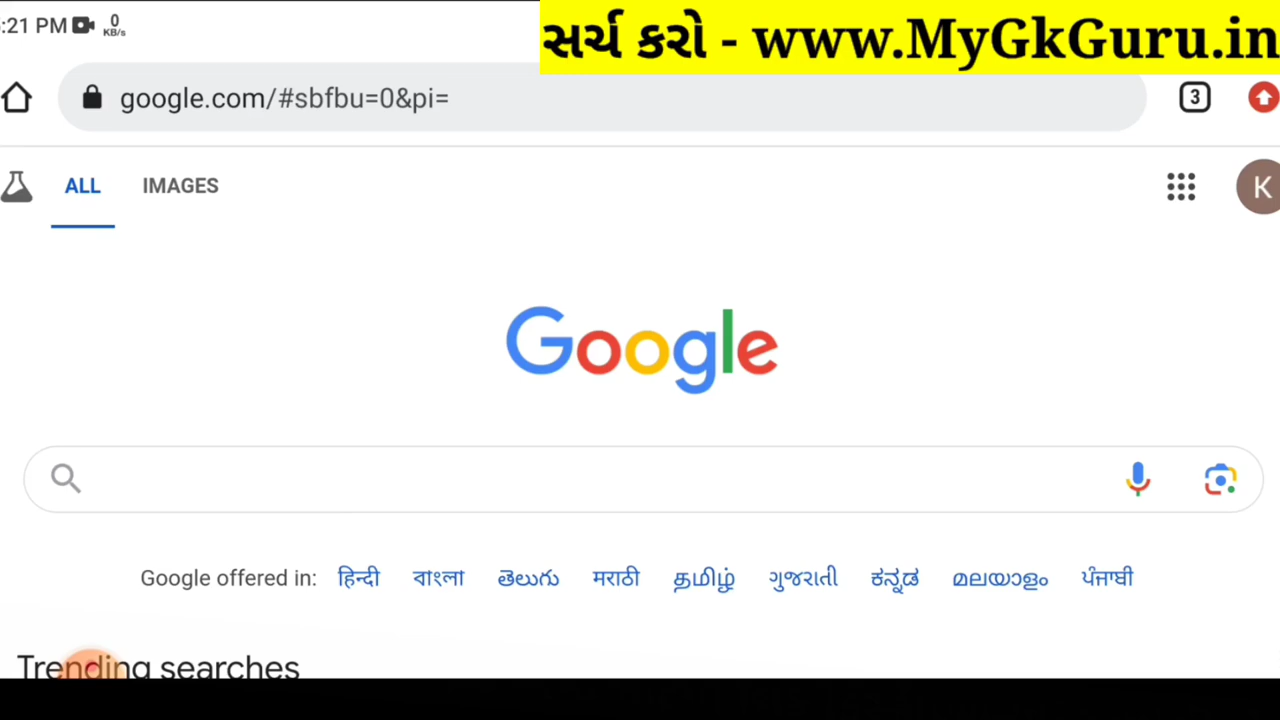 :21 PM 0 KB/s
સર્ચ કરો - www.MyGkGuru.in
google.com/#sbfbu=0&pi=
3
ALL IMAGES
K
Google
Google offered in: हिन्दी বাংলা తెలుగు मराठी தமிழ் ગુજરાતી ಕನ್ನಡ മലയാളം ਪੰਜਾਬੀ
Trending searches